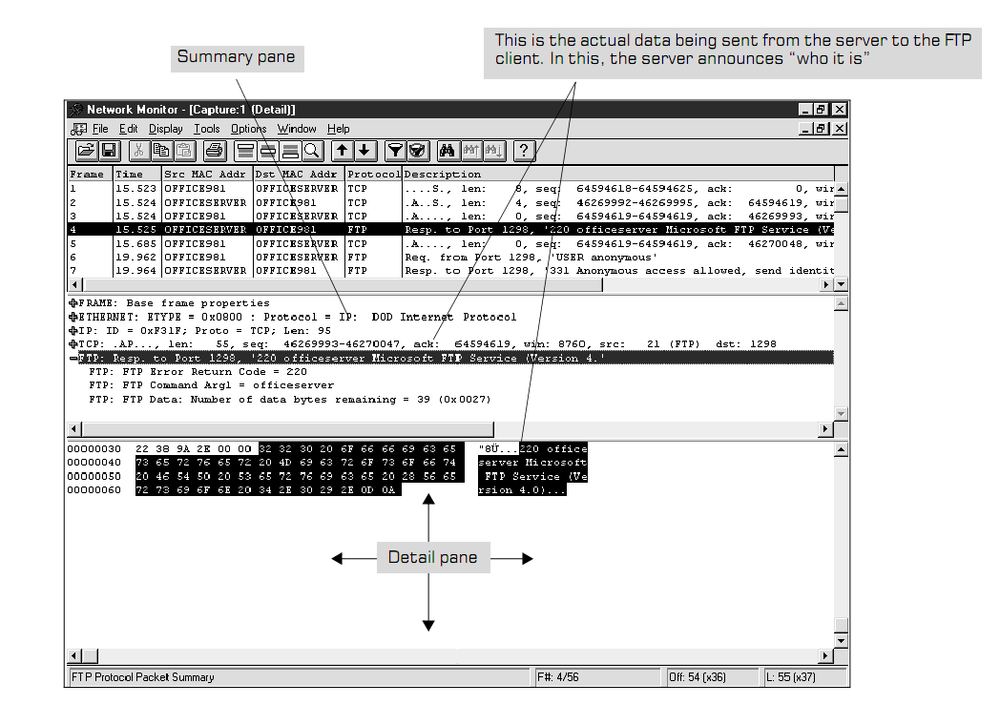 Summary pane
This is the actual data being sent from the server to the FTP
client. In this, the server announces “who it is”
Network Monitor - [Capture:1 (Detail)]
File Edit Display Tools Options Window Help
Frame Time Src MAC Addr Dst MAC Addr Protocol Description
1 15.523 OFFICE981 OFFICESERVER TCP ....S., len: 8, seq: 64594618-64594625, ack: 0, wir
2 15.524 OFFICESERVER OFFICE981 TCP .A..S., len: 4, seq: 46269992-46269995, ack: 64594619, wir
3 15.524 OFFICE981 OFFICESERVER TCP .A...., len: 0, seq: 64594619-64594619, ack: 46269993, wir
4 15.525 OFFICESERVER OFFICE981 FTP Resp. to Port 1298, '220 officeserver Microsoft FTP Service (Ve
5 15.685 OFFICE981 OFFICESERVER TCP .A...., len: 0, seq: 64594619-64594619, ack: 46270048, wir
6 19.962 OFFICE981 OFFICESERVER FTP Req. from Port 1298, 'USER anonymous'
7 19.964 OFFICESERVER OFFICE981 FTP Resp. to Port 1298, '331 Anonymous access allowed, send identit
FRAME: Base frame properties
ETHERNET: ETYPE = 0x0800 : Protocol = IP: DOD Internet Protocol
IP: ID = 0xF31F; Proto = TCP; Len: 95
TCP: .AP..., len: 55, seq: 46269993-46270047, ack: 64594619, win: 8760, src: 21 (FTP) dst: 1298
FTP: Resp. to Port 1298, '220 officeserver Microsoft FTP Service (Version 4.'
FTP: FTP Error Return Code = 220
FTP: FTP Command Arg1 = officeserver
FTP: FTP Data: Number of data bytes remaining = 39 (0x0027)
00000030 22 38 9A 2E 00 00 32 32 30 20 6F 66 66 69 63 65 "8Ü...220 office
00000040 73 65 72 76 65 72 20 4D 69 63 72 6F 73 6F 66 74 server Microsoft
00000050 20 46 54 50 20 53 65 72 76 69 63 65 20 28 56 65 FTP Service (Ve
00000060 72 73 69 6F 6E 20 34 2E 30 29 2E 0D 0A rsion 4.0)...
Detail pane
FTP Protocol Packet Summary F#: 4/56 Off: 54 (x36) L: 55 (x37)